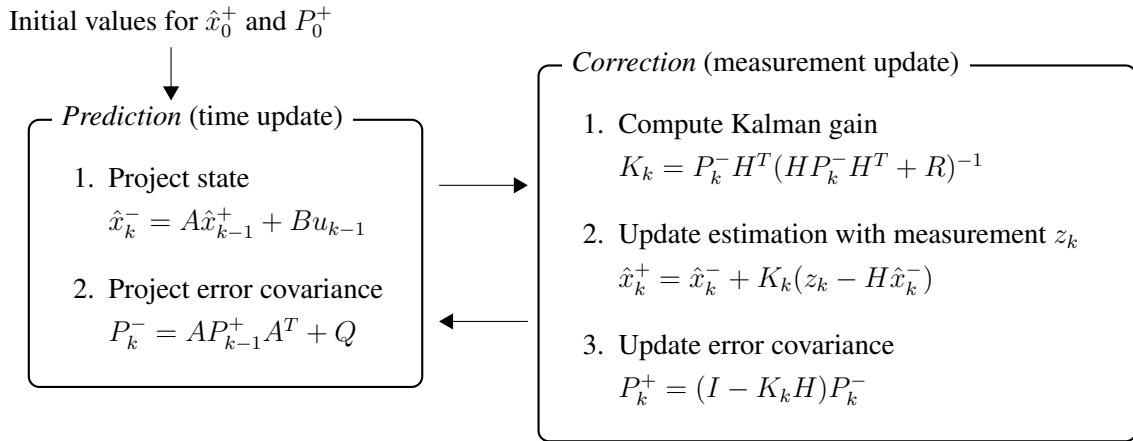 Initial values for x̂₀⁺ and P₀⁺
Prediction (time update)
1. Project state
x̂ₖ⁻ = Ax̂ₖ₋₁⁺ + Buₖ₋₁
2. Project error covariance
Pₖ⁻ = APₖ₋₁⁺Aᵀ + Q
Correction (measurement update)
1. Compute Kalman gain
Kₖ = Pₖ⁻Hᵀ(HPₖ⁻Hᵀ + R)⁻¹
2. Update estimation with measurement zₖ
x̂ₖ⁺ = x̂ₖ⁻ + Kₖ(zₖ − Hx̂ₖ⁻)
3. Update error covariance
Pₖ⁺ = (I − KₖH)Pₖ⁻